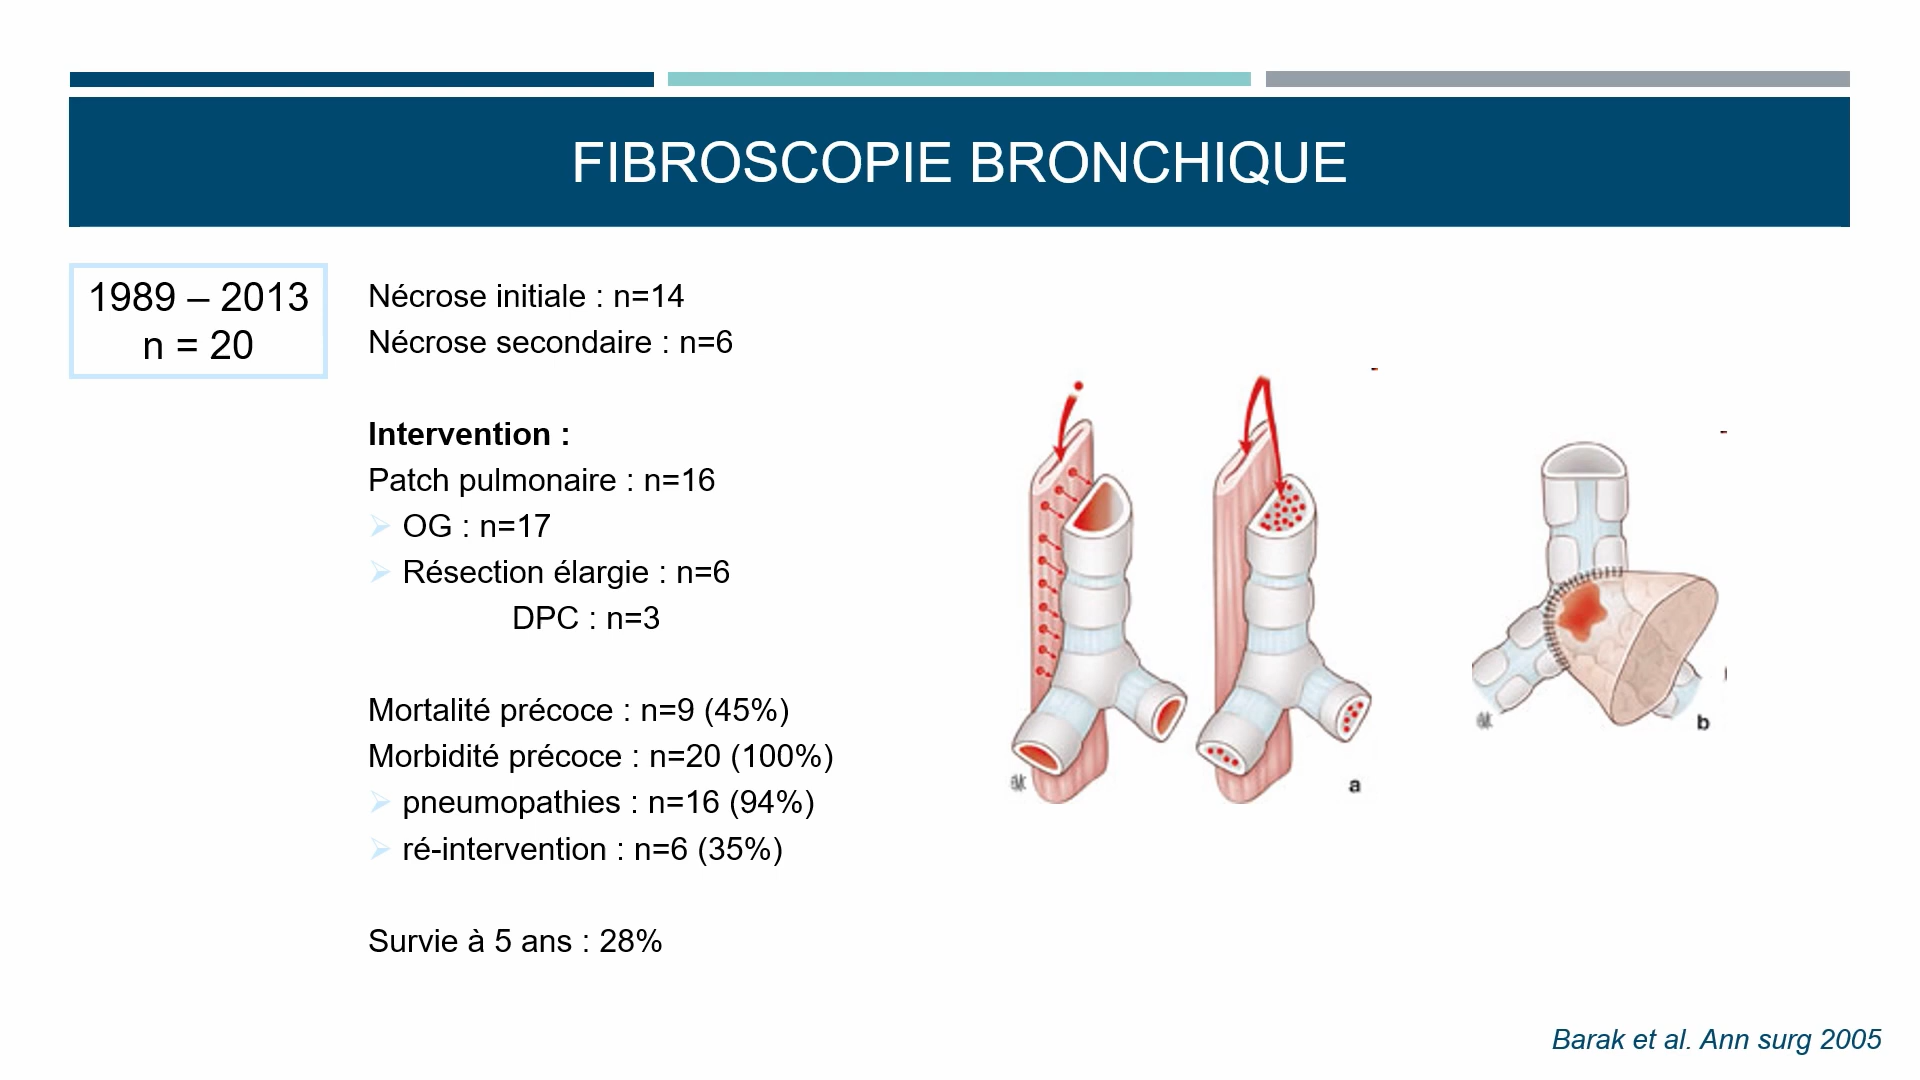 FIBROSCOPIE BRONCHIQUE
1989 – 2013
n = 20
Nécrose initiale : n=14
Nécrose secondaire : n=6
Intervention :
Patch pulmonaire : n=16
OG : n=17
Résection élargie : n=6
DPC : n=3
Mortalité précoce : n=9 (45%)
Morbidité précoce : n=20 (100%)
pneumopathies : n=16 (94%)
ré-intervention : n=6 (35%)
Survie à 5 ans : 28%
a
b
Barak et al. Ann surg 2005